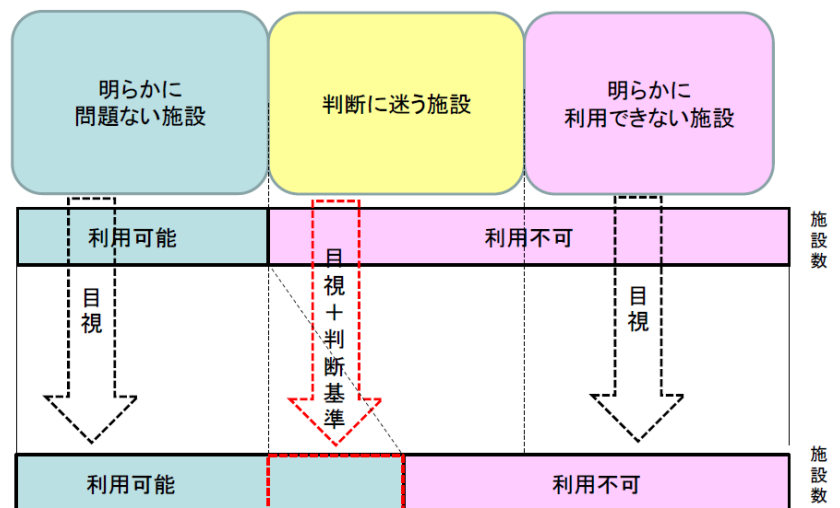 明らかに
問題ない施設
判断に迷う施設
明らかに
利用できない施設
利用可能
利用不可
施設数
目視
目視＋判断基準
目視
利用可能
利用不可
施設数